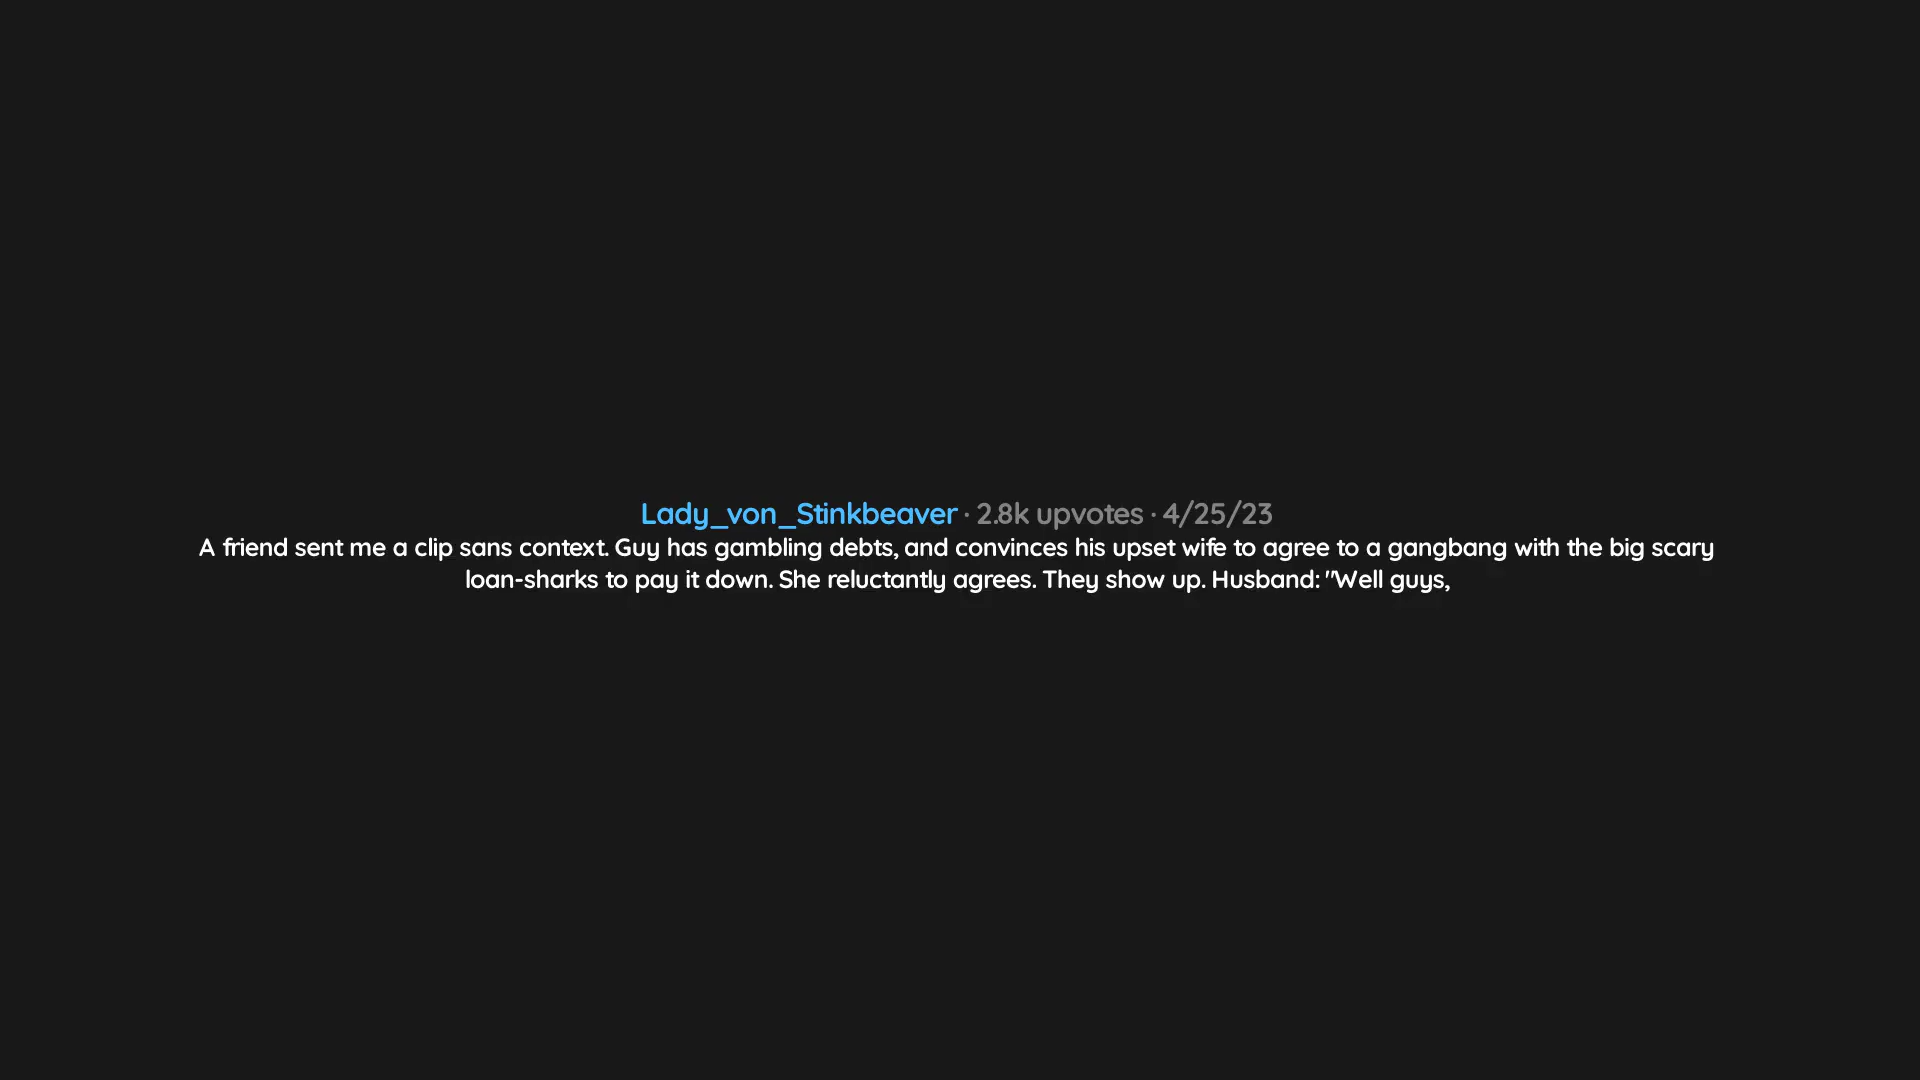 Lady_von_Stinkbeaver · 2.8k upvotes · 4/25/23
A friend sent me a clip sans context. Guy has gambling debts, and convinces his upset wife to agree to a gangbang with the big scary
loan-sharks to pay it down. She reluctantly agrees. They show up. Husband: "Well guys,